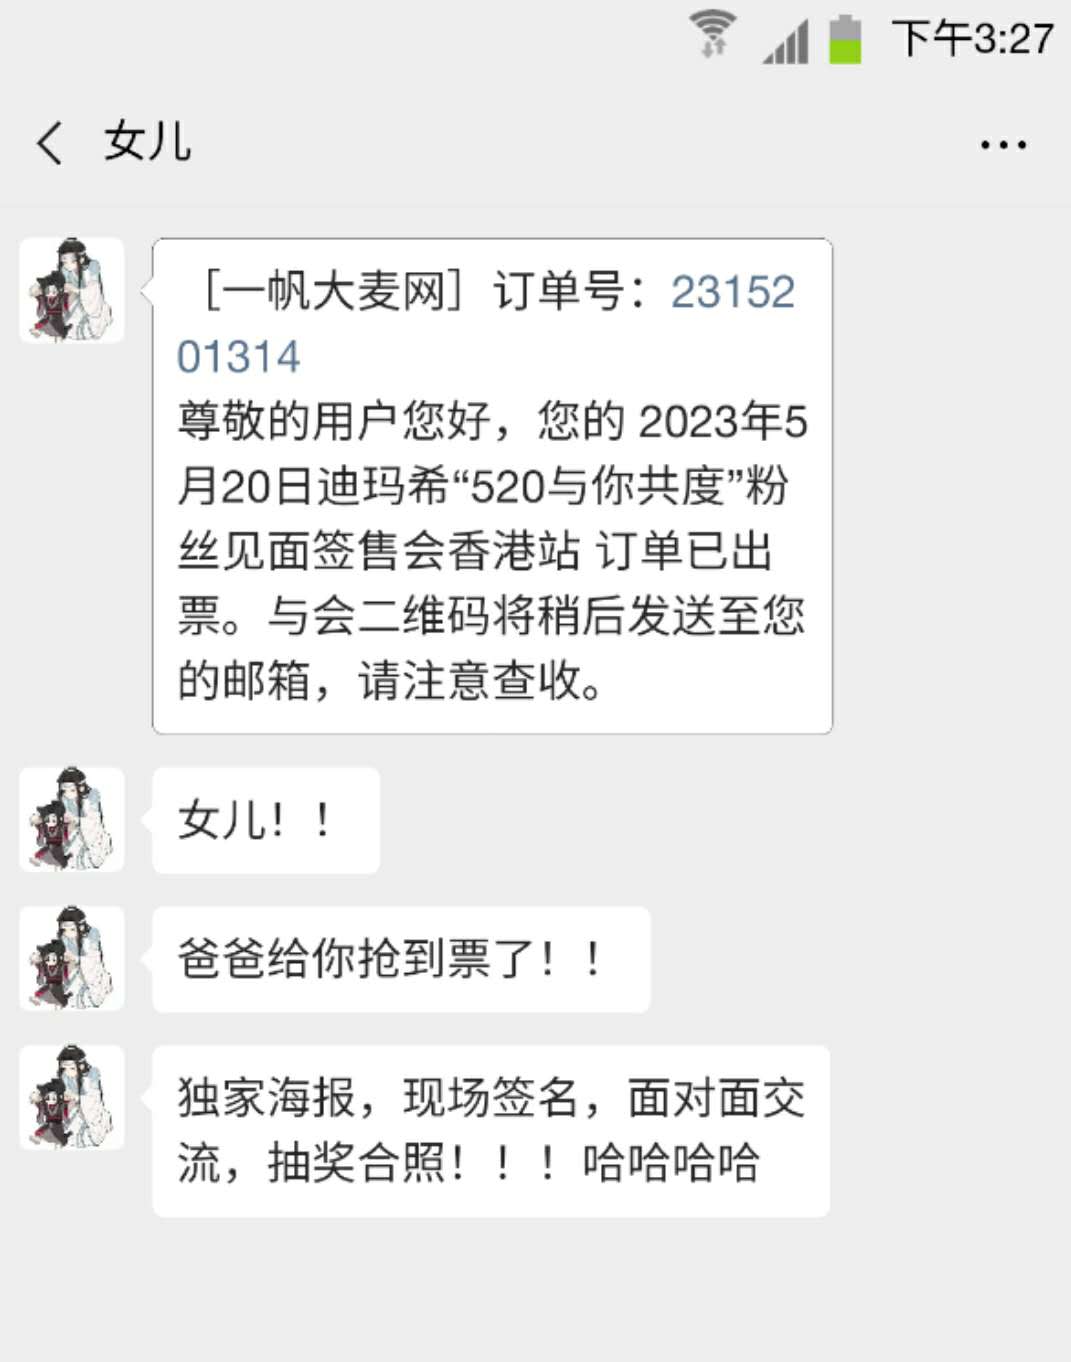 下午3:27
女儿
［一帆大麦网］订单号：23152
01314
尊敬的用户您好，您的 2023年5
月20日迪玛希“520与你共度”粉
丝见面签售会香港站 订单已出
票。与会二维码将稍后发送至您
的邮箱，请注意查收。
女儿！！
爸爸给你抢到票了！！
独家海报，现场签名，面对面交
流，抽奖合照！！！哈哈哈哈